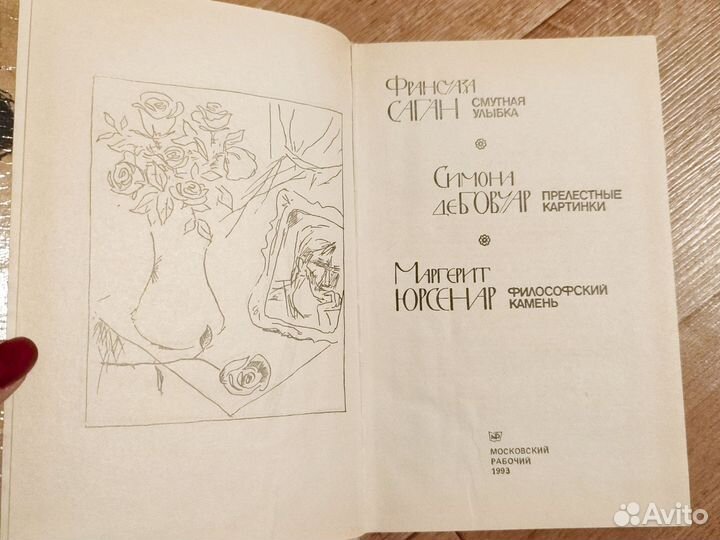 Франсуаза
Саган Смутная
улыбка
Симона
де Бовуар Прелестные
картинки
Маргерит
Юрсенар Философский
камень
МОСКОВСКИЙ
РАБОЧИЙ
1993
Avito